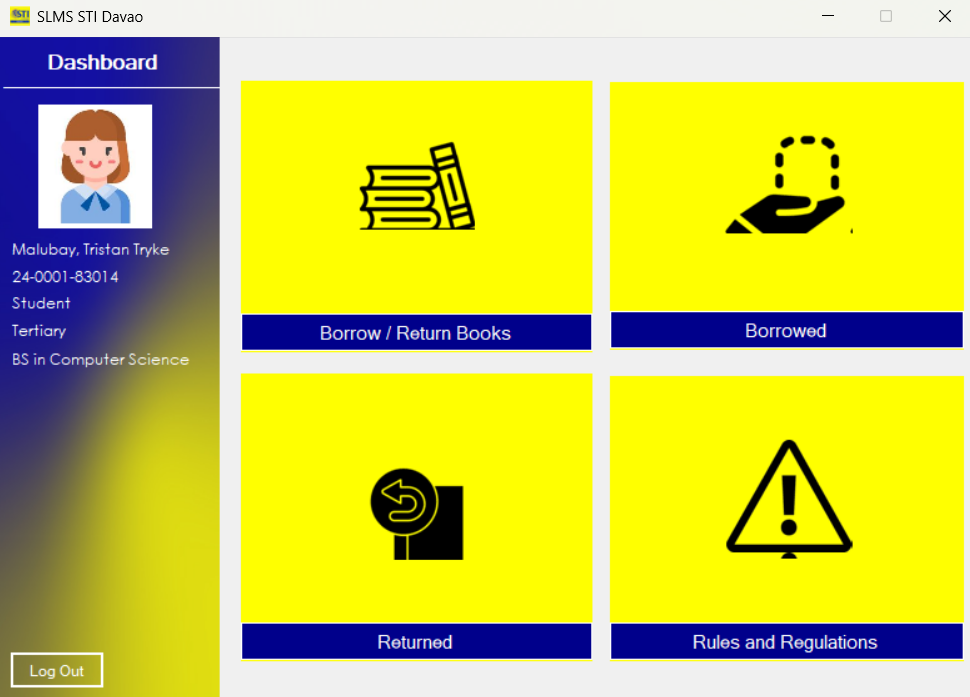 STI
SLMS STI Davao
Dashboard
Malubay, Tristan Tryke
24-0001-83014
Student
Tertiary
BS in Computer Science
Log Out
Borrow / Return Books
Borrowed
Returned
Rules and Regulations